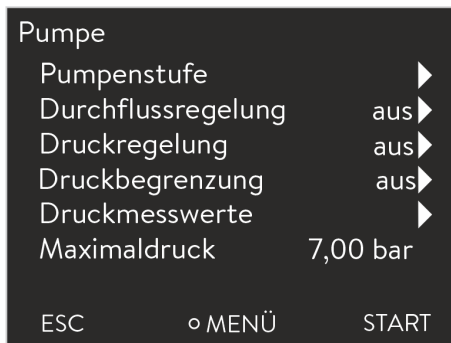 Pumpe
Pumpenstufe
Durchflussregelung aus
Druckregelung aus
Druckbegrenzung aus
Druckmesswerte
Maximaldruck 7,00 bar
ESC ○ MENÜ START